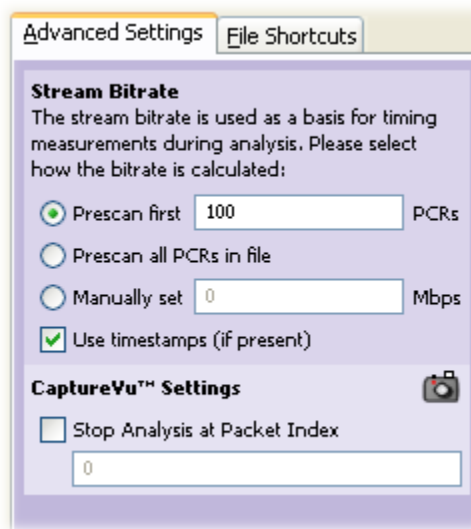 Advanced Settings File Shortcuts
Stream Bitrate
The stream bitrate is used as a basis for timing
measurements during analysis. Please select
how the bitrate is calculated:
Prescan first 100 PCRs
Prescan all PCRs in file
Manually set 0 Mbps
Use timestamps (if present)
CaptureVu™ Settings
Stop Analysis at Packet Index
0